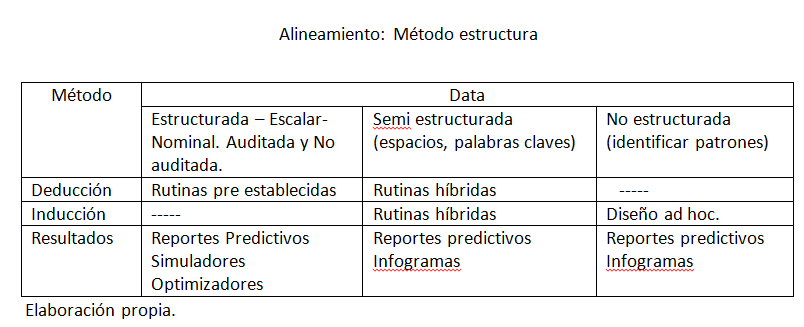 Alineamiento: Método estructura
Método Data
Estructurada – Escalar-
Nominal. Auditada y No
auditada.
Semi estructurada
(espacios, palabras claves)
No estructurada
(identificar patrones)
Deducción Rutinas pre establecidas Rutinas híbridas -----
Inducción ----- Rutinas híbridas Diseño ad hoc.
Resultados Reportes Predictivos Reportes predictivos Reportes predictivos
Simuladores Infogramas Infogramas
Optimizadores
Elaboración propia.